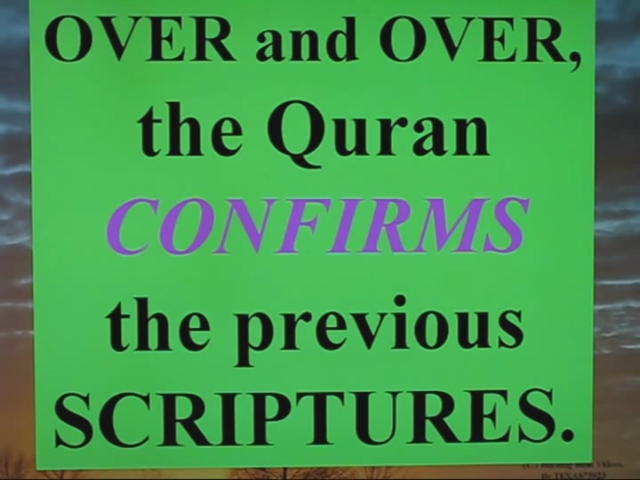 OVER and OVER,
the Quran
CONFIRMS
the previous
SCRIPTURES.